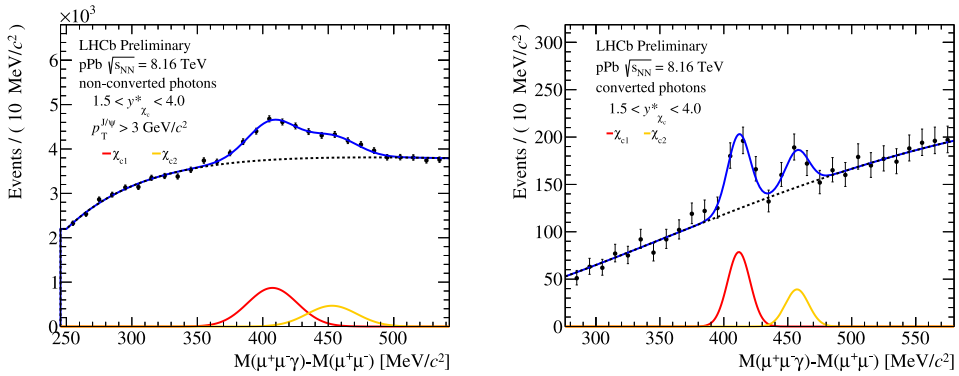 ×10³
LHCb Preliminary
pPb √sNN = 8.16 TeV
non-converted photons
1.5 < y*χc < 4.0
pTJ/ψ > 3 GeV/c²
χc1 χc2
Events / ( 10 MeV/c² )
6
5
4
3
2
1
0
250 300 350 400 450 500
M(μ⁺μ⁻γ)-M(μ⁺μ⁻) [MeV/c²]
LHCb Preliminary
pPb √sNN = 8.16 TeV
converted photons
1.5 < y*χc < 4.0
χc1 χc2
Events / ( 10 MeV/c² )
300
250
200
150
100
50
0
300 350 400 450 500 550
M(μ⁺μ⁻γ)-M(μ⁺μ⁻) [MeV/c²]